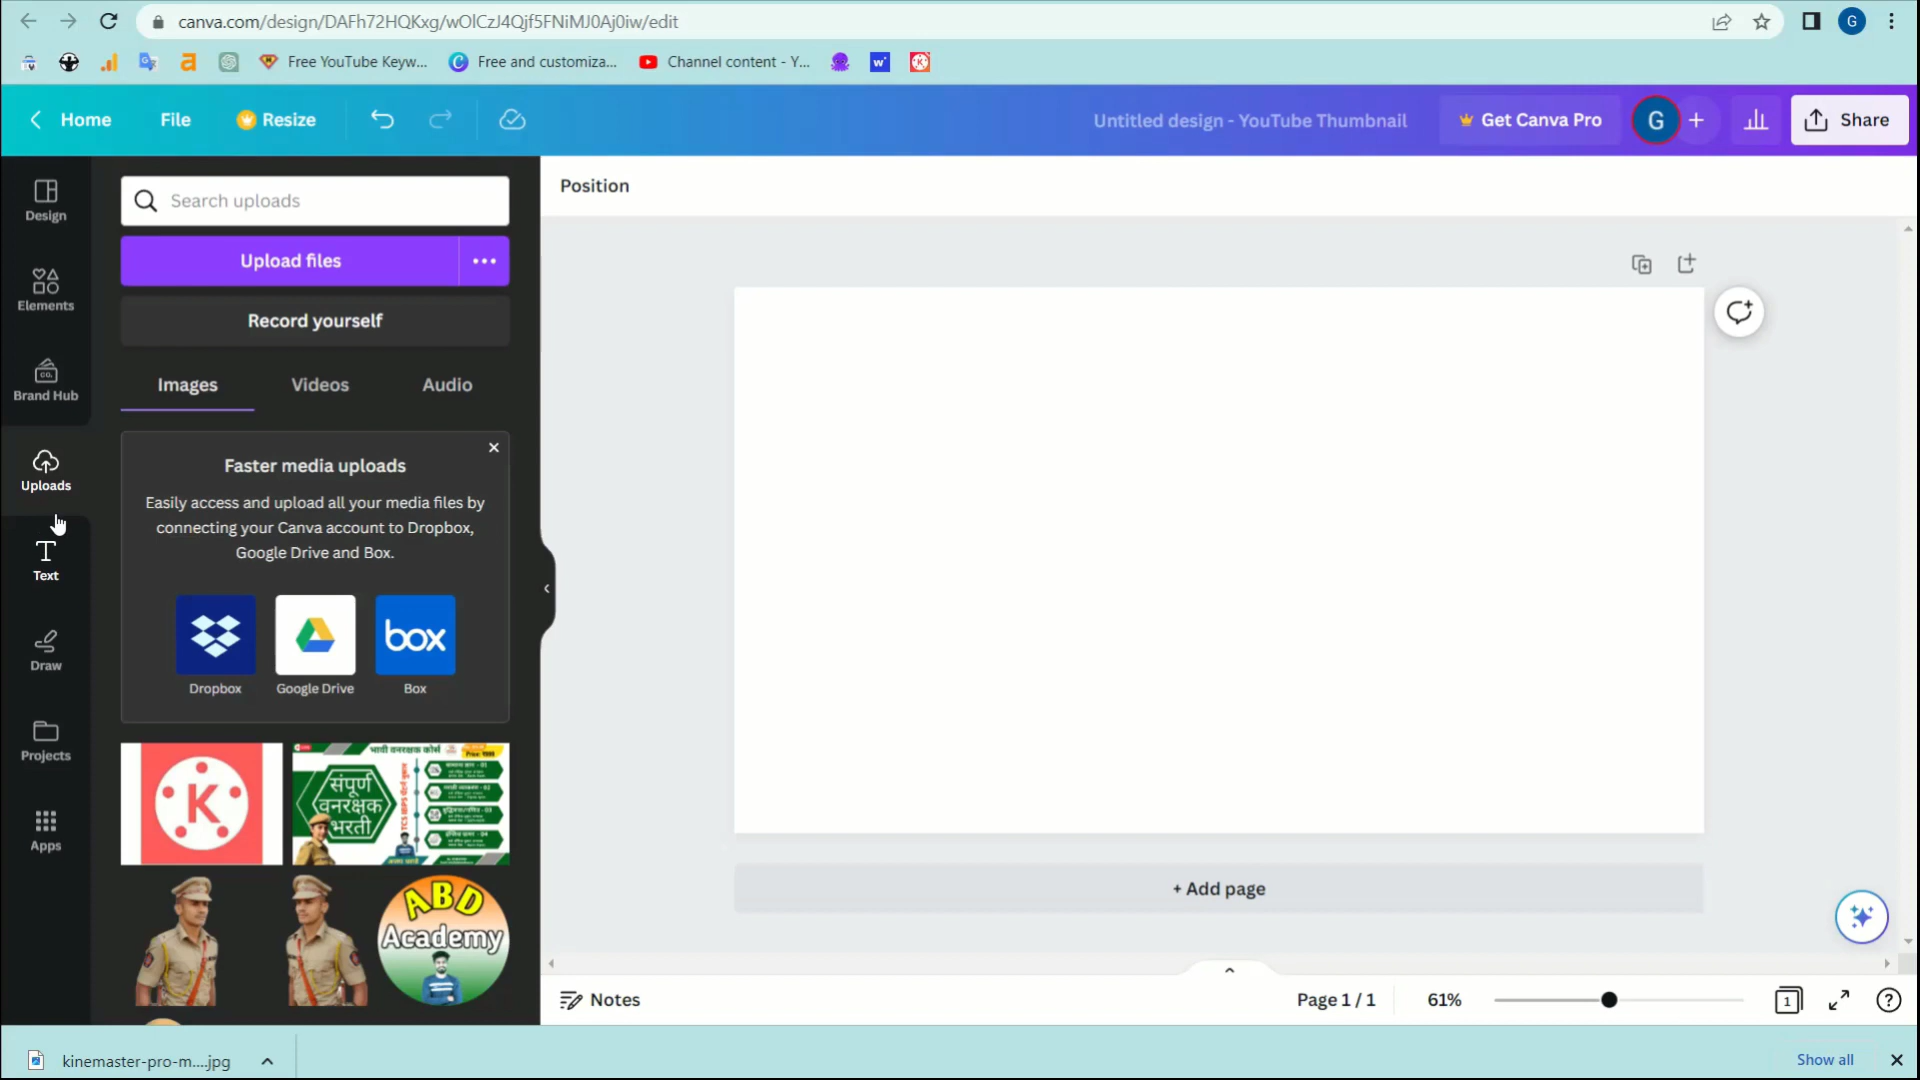 canva.com/design/DAFh72HQKxg/wOlCzJ4Qjf5FNiMJ0Aj0iw/edit
G
Free YouTube Keyw...
Free and customiza...
Channel content - Y...
Home
File
Resize
Untitled design - YouTube Thumbnail
Get Canva Pro
G
+
Share
Design
Elements
Brand Hub
Uploads
Text
Draw
Projects
Apps
Search uploads
Upload files
Record yourself
Images
Videos
Audio
Faster media uploads
Easily access and upload all your media files by
connecting your Canva account to Dropbox,
Google Drive and Box.
box
Dropbox
Google Drive
Box
K
भावी वनरक्षक कोर्स
संपूर्ण
वनरक्षक
भरती
ABD
Academy
Position
+ Add page
Notes
Page 1 / 1
61%
1
kinemaster-pro-m....jpg
Show all